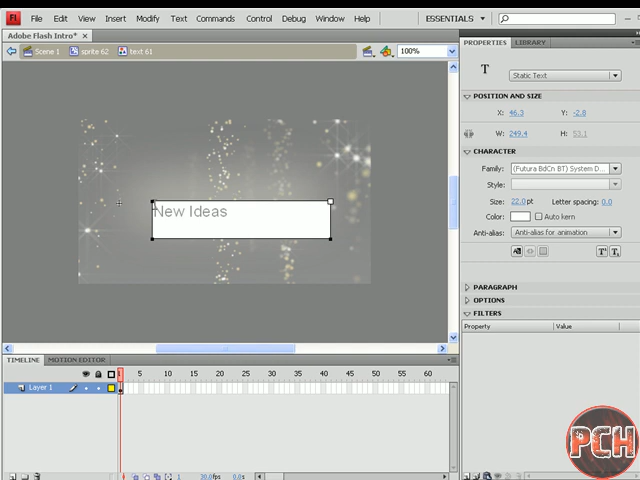 Fl File Edit View Insert Modify Text Commands Control Debug Window Help ESSENTIALS
Adobe Flash Intro*
Scene 1 sprite 62 text 61 100%
New Ideas
TIMELINE MOTION EDITOR
1 5 10 15 20 25 30 35 40 45 50 55 60
Layer 1
1 30.0fps 0.0s
PROPERTIES LIBRARY
T Static Text
POSITION AND SIZE
X: 46.3 Y: -2.8
W: 249.4 H: 53.1
CHARACTER
Family: (Futura BdCn BT) System D...
Style:
Size: 22.0 pt Letter spacing: 0.0
Color: Auto kern
Anti-alias: Anti-alias for animation
PARAGRAPH
OPTIONS
FILTERS
Property Value
PCH